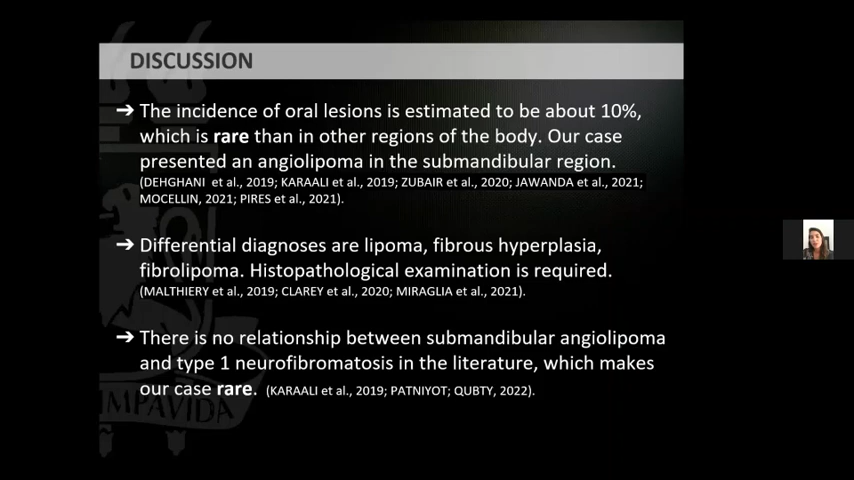 DISCUSSION
➔ The incidence of oral lesions is estimated to be about 10%,
which is rare than in other regions of the body. Our case
presented an angiolipoma in the submandibular region.
(DEHGHANI et al., 2019; KARAALI et al., 2019; ZUBAIR et al., 2020; JAWANDA et al., 2021;
MOCELLIN, 2021; PIRES et al., 2021).
➔ Differential diagnoses are lipoma, fibrous hyperplasia,
fibrolipoma. Histopathological examination is required.
(MALTHIERY et al., 2019; CLAREY et al., 2020; MIRAGLIA et al., 2021).
➔ There is no relationship between submandibular angiolipoma
and type 1 neurofibromatosis in the literature, which makes
our case rare. (KARAALI et al., 2019; PATNIYOT; QUBTY, 2022).
IMPAVIDA